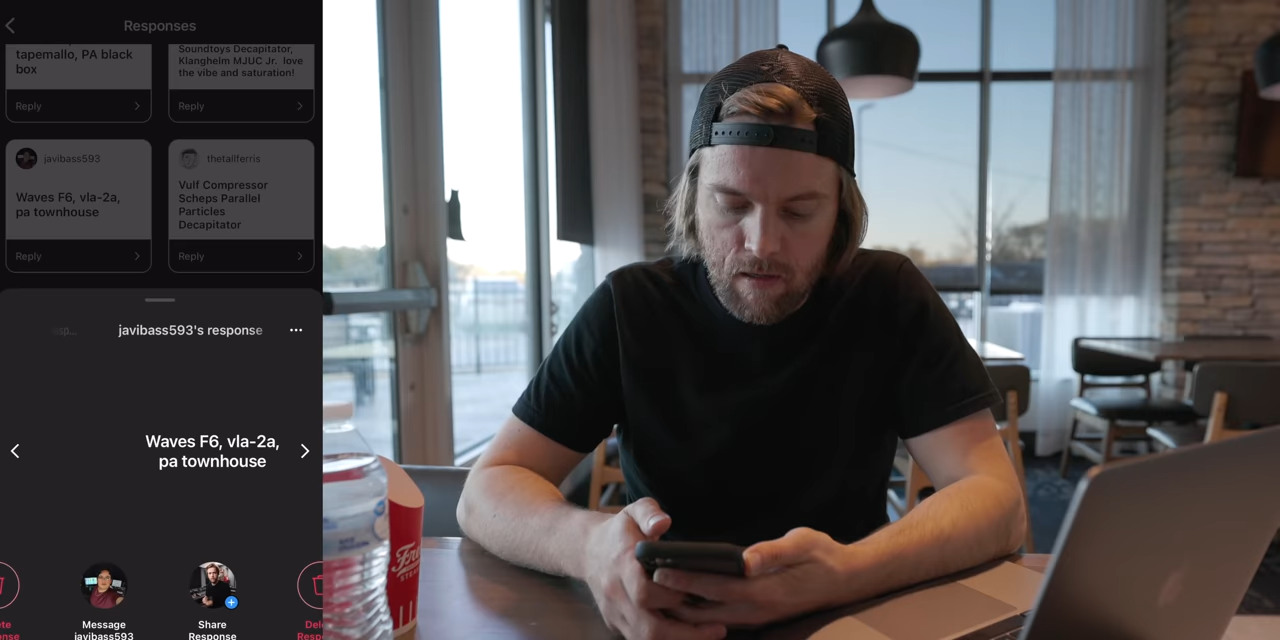 Responses
tapemallo, PA black
box
Soundtoys Decapitator,
Klanghelm MJUC Jr. love
the vibe and saturation!
Reply
Reply
javibass593
thetallferris
Waves F6, vla-2a,
pa townhouse
Vulf Compressor
Scheps Parallel
Particles
Decapitator
Reply
Reply
javibass593's response
Waves F6, vla-2a,
pa townhouse
Message
javibass593
Share
Response